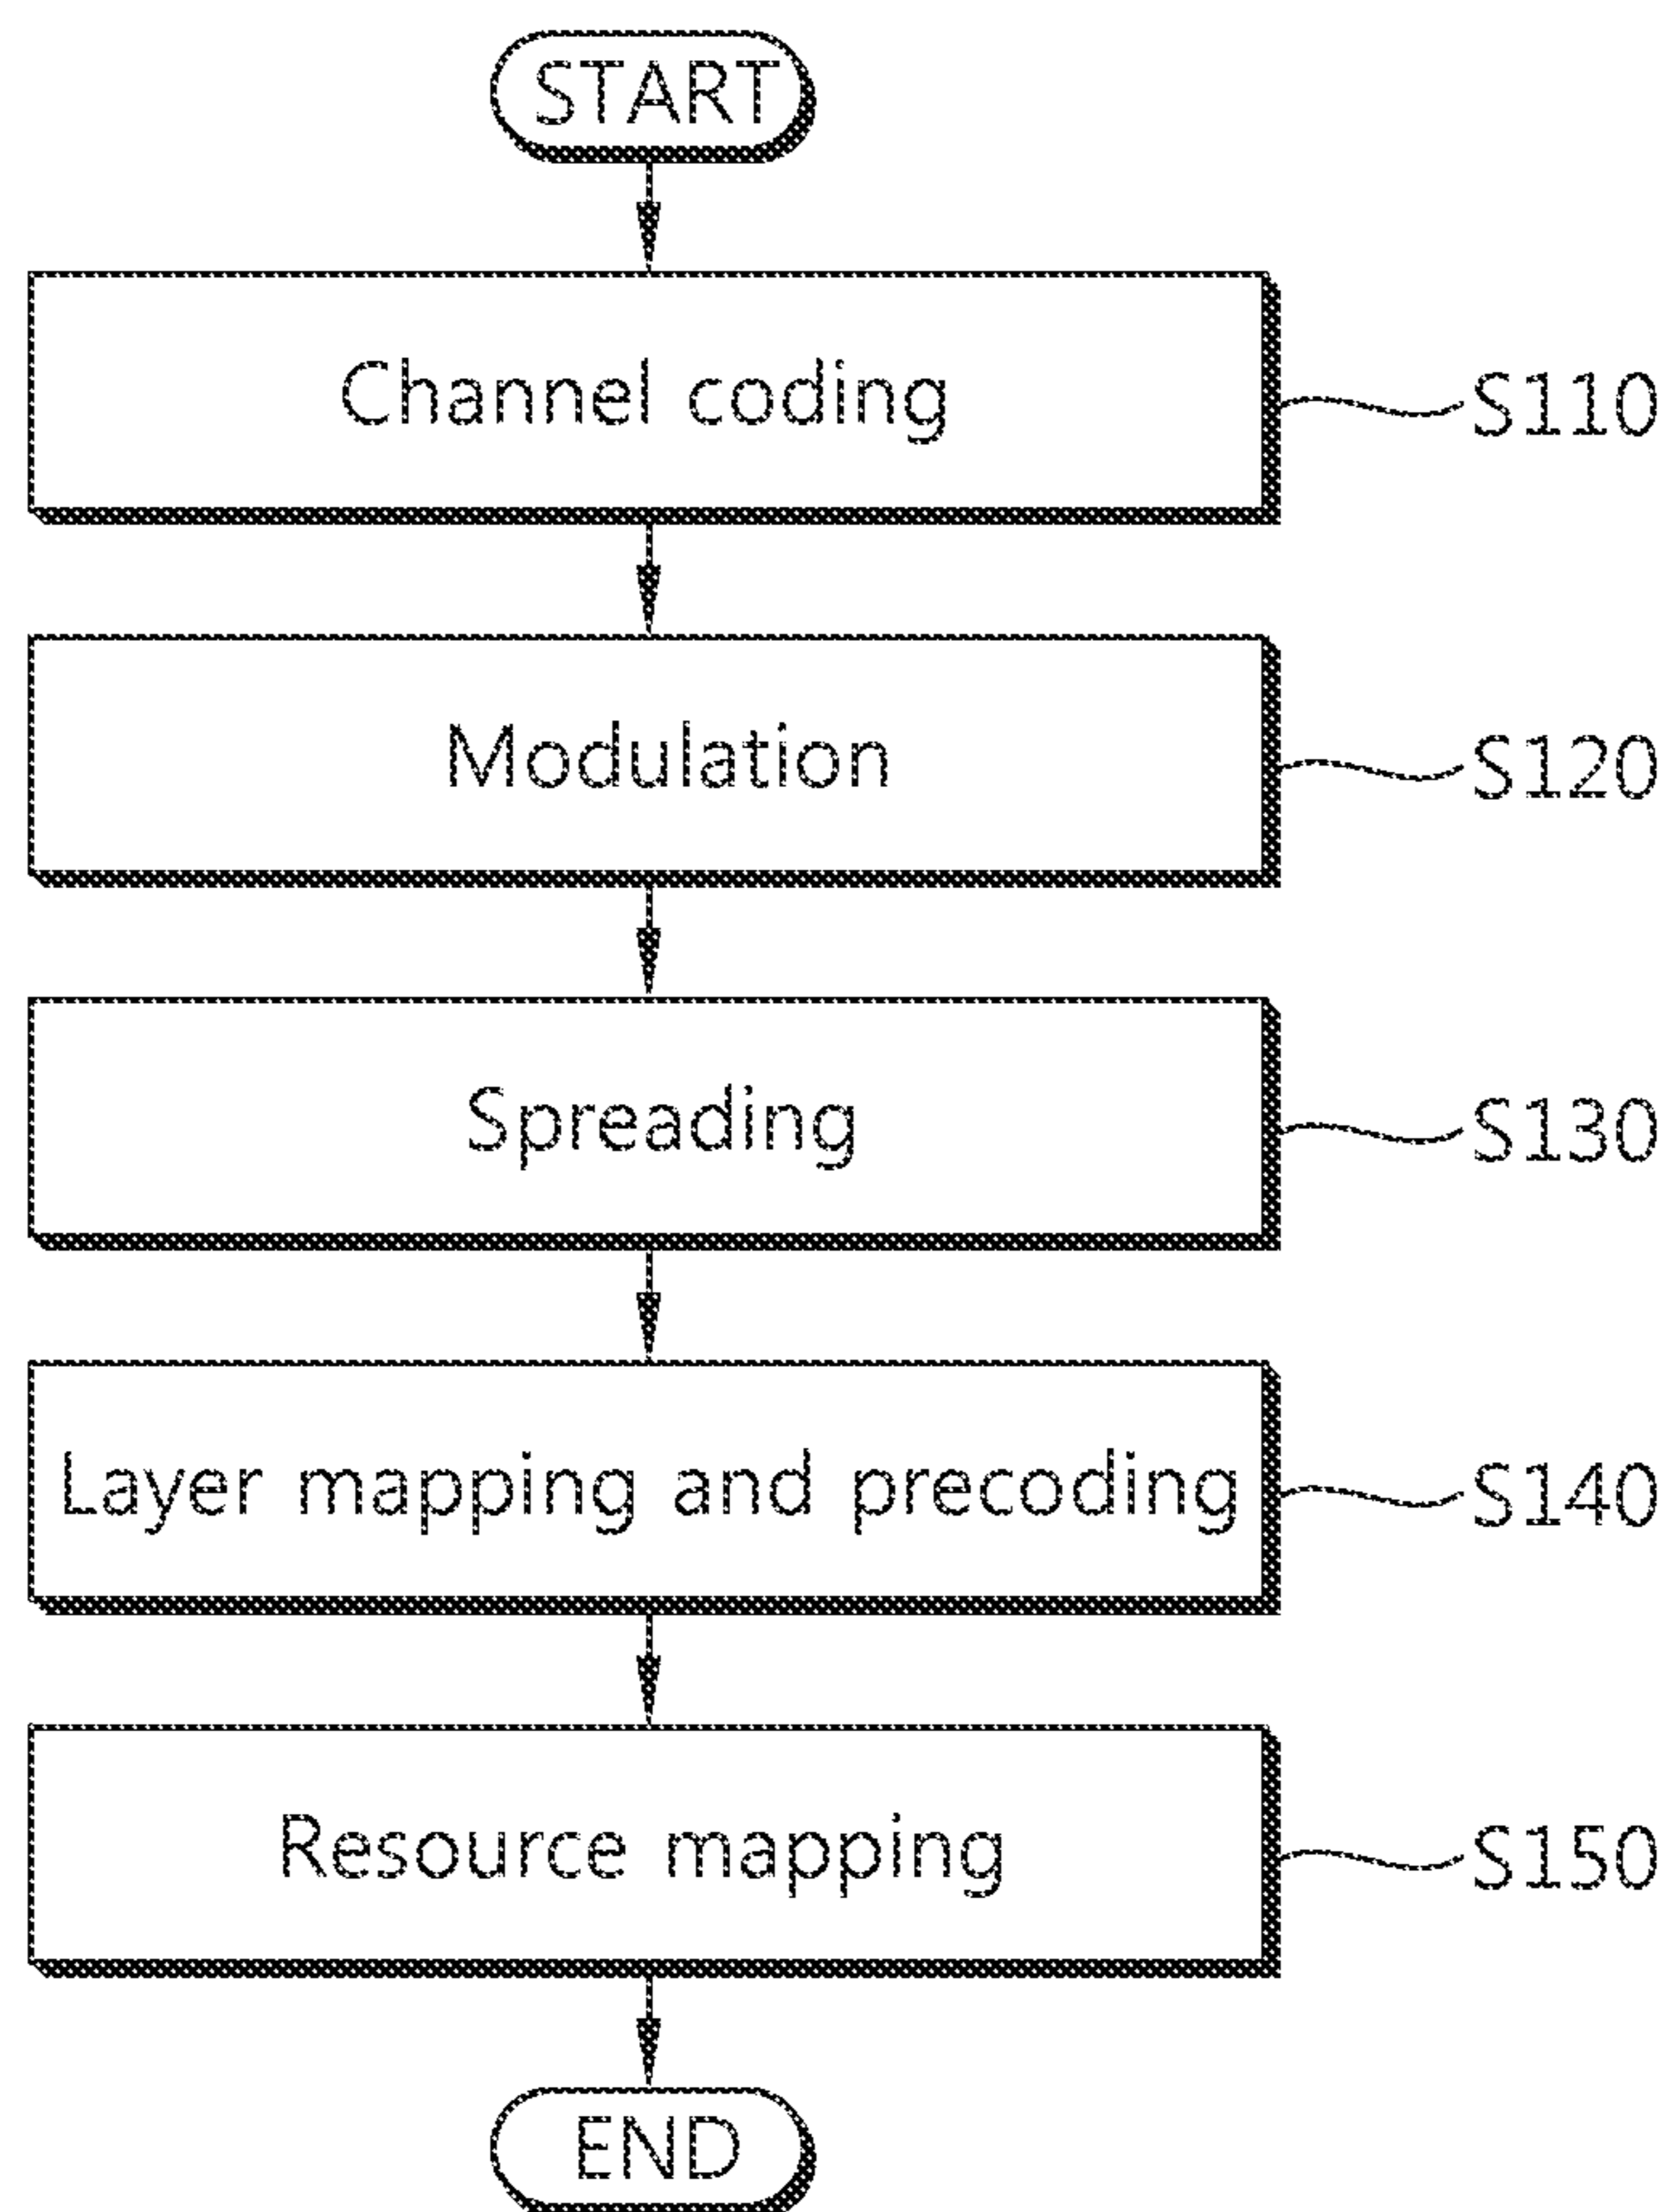 START
Channel coding
S110
Modulation
S120
Spreading
S130
Layer mapping and precoding
S140
Resource mapping
S150
END